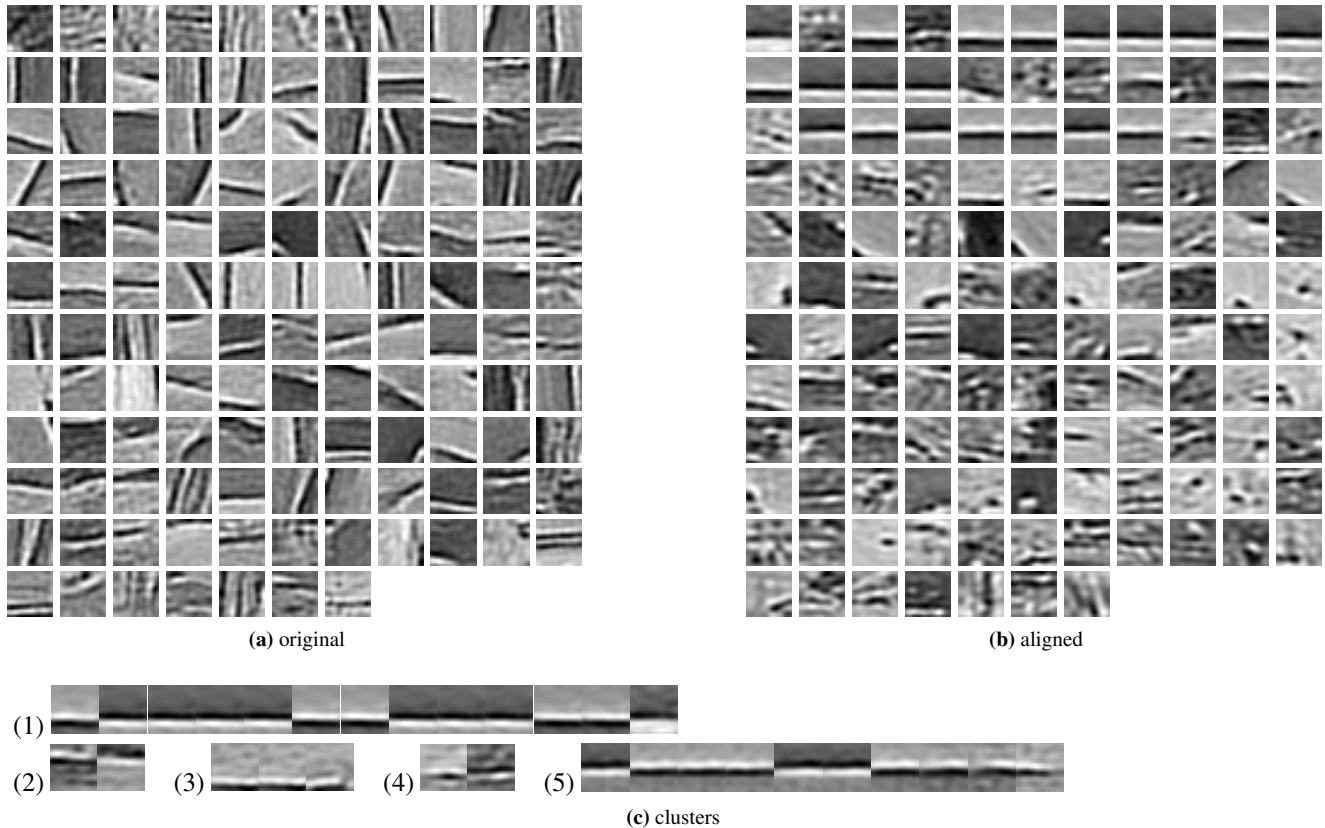 (a) original
(b) aligned
(1)
(2) (3) (4) (5)
(c) clusters